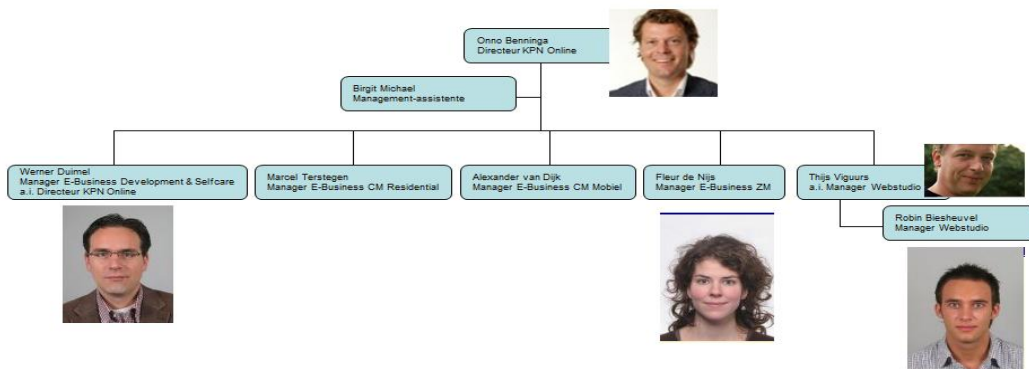 Onno Benninga
Directeur KPN Online
Birgit Michael
Management-assistente
Werner Duimel
Manager E-Business Development & Selfcare
a.i. Directeur KPN Online
Marcel Terstegen
Manager E-Business CM Residential
Alexander van Dijk
Manager E-Business CM Mobiel
Fleur de Nijs
Manager E-Business ZM
Thijs Viguurs
a.i. Manager Webstudio
Robin Biesheuvel
Manager Webstudio